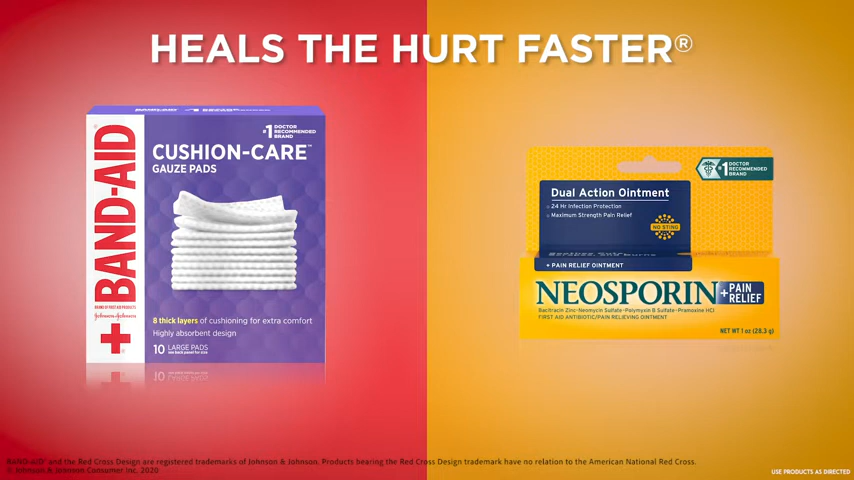 HEALS THE HURT FASTER®
BAND-AID
Johnson & Johnson
#1 DOCTOR
RECOMMENDED
BRAND
CUSHION-CARE™
GAUZE PADS
8 thick layers of cushioning for extra comfort
Highly absorbent design
10 LARGE PADS
see back panel for size
#1 DOCTOR
RECOMMENDED
BRAND
Dual Action Ointment
24 Hr Infection Protection
Maximum Strength Pain Relief
NO STING
+ PAIN RELIEF OINTMENT
NEOSPORIN + PAIN
RELIEF
Bacitracin Zinc•Neomycin Sulfate•Polymyxin B Sulfate•Pramoxine HCl
FIRST AID ANTIBIOTIC/PAIN RELIEVING OINTMENT
NET WT 1 oz (28.3 g)
BAND-AID® and the Red Cross Design are registered trademarks of Johnson & Johnson. Products bearing the Red Cross Design trademark have no relation to the American National Red Cross.
© Johnson & Johnson Consumer Inc. 2020
USE PRODUCTS AS DIRECTED